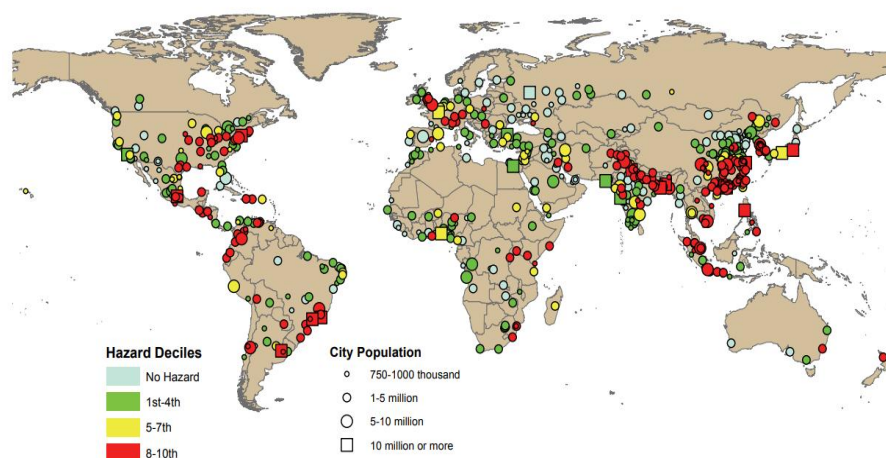 Hazard Deciles
No Hazard
1st-4th
5-7th
8-10th
City Population
750-1000 thousand
1-5 million
5-10 million
10 million or more